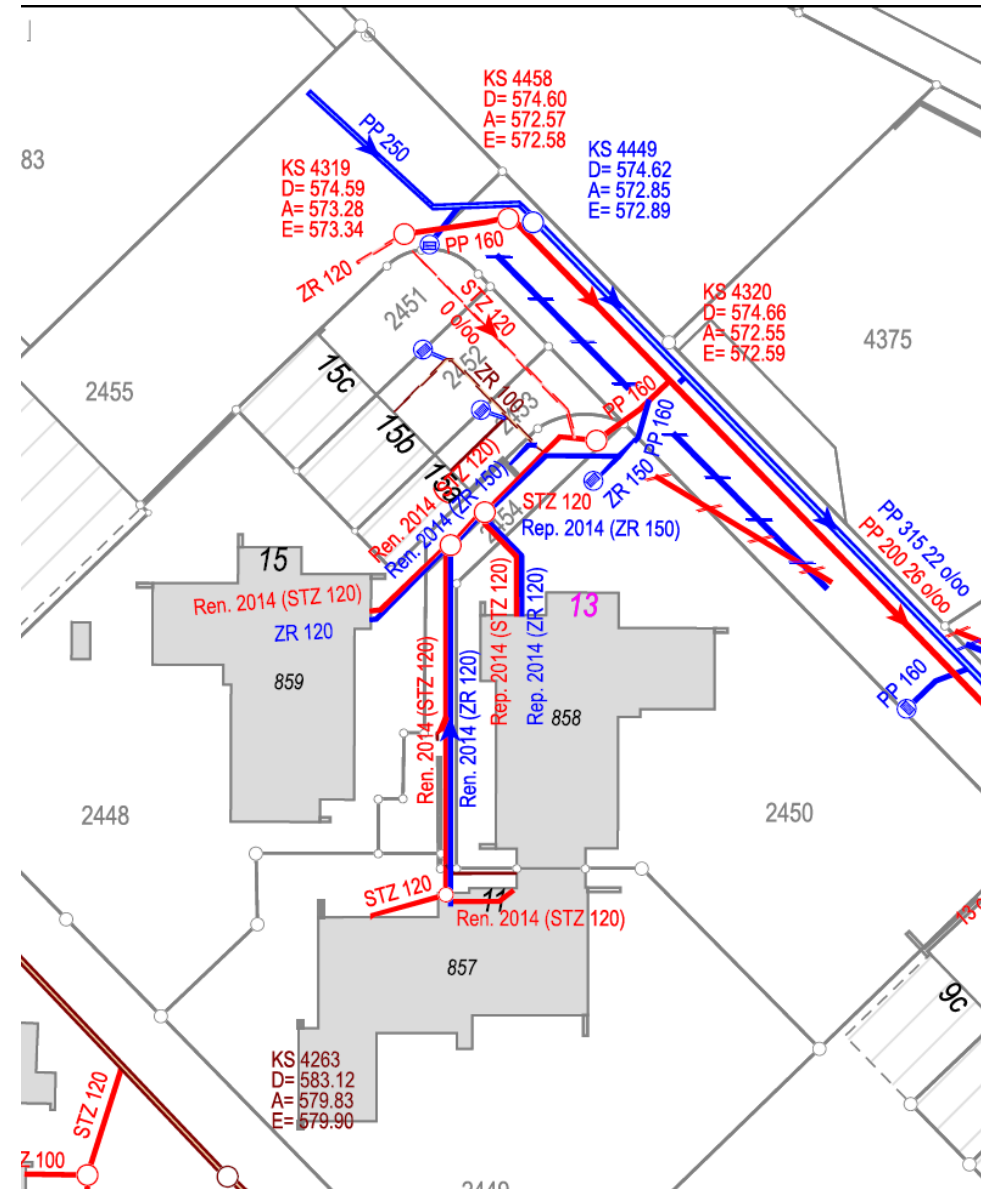 KS 4458
D= 574.60
A= 572.57
E= 572.58
PP 250
KS 4449
D= 574.62
A= 572.85
E= 572.89
83
KS 4319
D= 574.59
A= 573.28
E= 573.34
PP 160
ZR 120
STZ 120
0 o/oo
KS 4320
D= 574.66
A= 572.55
E= 572.59
2451
4375
2455
15c
2452
ZR 100
2453
PP 160
15b
PP 160
15a
Ren. 2014 (STZ 120)
Ren. 2014 (ZR 150)
ZR 150
2454
STZ 120
Rep. 2014 (ZR 150)
PP 315 22 o/oo
PP 200 26 o/oo
15
Ren. 2014 (STZ 120)
ZR 120
13
859
Ren. 2014 (STZ 120)
Ren. 2014 (ZR 120)
Rep. 2014 (STZ 120)
Rep. 2014 (ZR 120)
858
PP 160
2448
2450
STZ 120
11
Ren. 2014 (STZ 120)
857
9c
KS 4263
D= 583.12
A= 579.83
E= 579.90
STZ 120
Z 100
2449